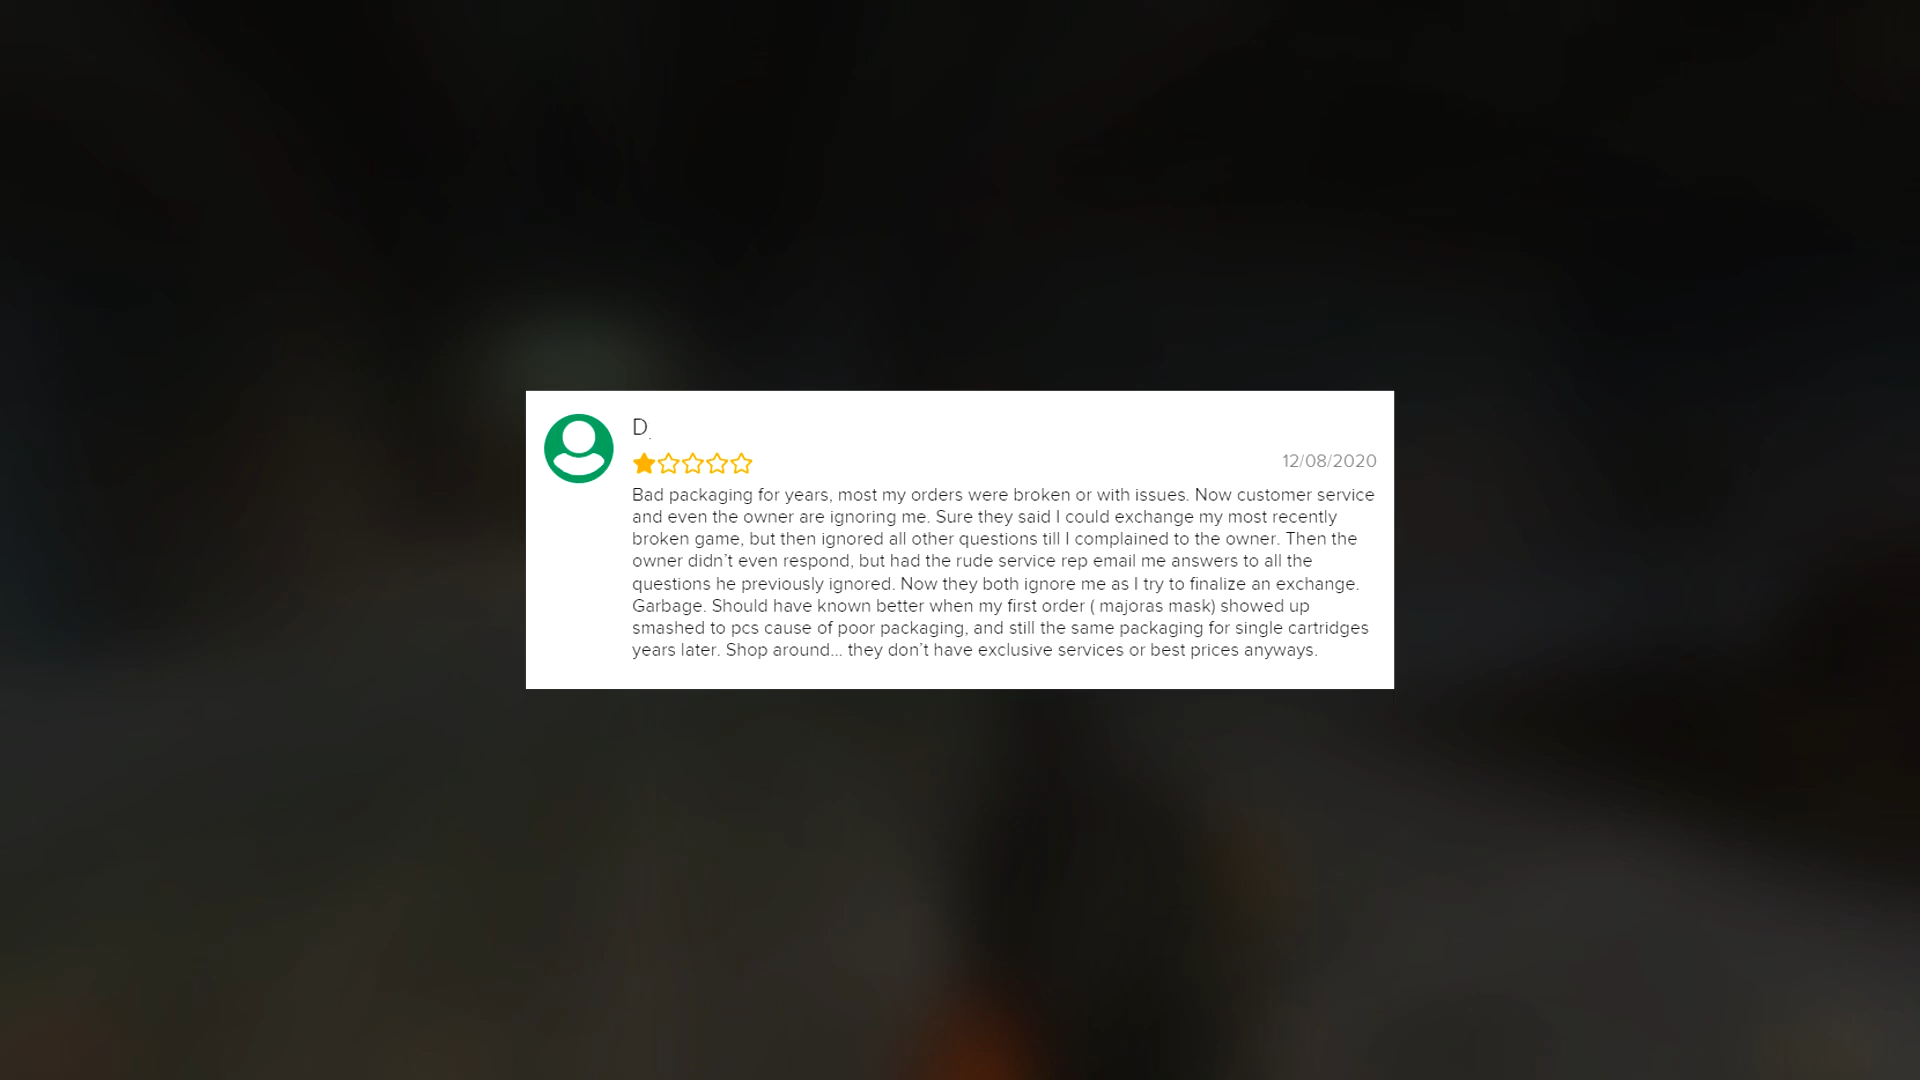 D.
12/08/2020
Bad packaging for years, most my orders were broken or with issues. Now customer service
and even the owner are ignoring me. Sure they said I could exchange my most recently
broken game, but then ignored all other questions till I complained to the owner. Then the
owner didn’t even respond, but had the rude service rep email me answers to all the
questions he previously ignored. Now they both ignore me as I try to finalize an exchange.
Garbage. Should have known better when my first order ( majoras mask) showed up
smashed to pcs cause of poor packaging, and still the same packaging for single cartridges
years later. Shop around... they don’t have exclusive services or best prices anyways.